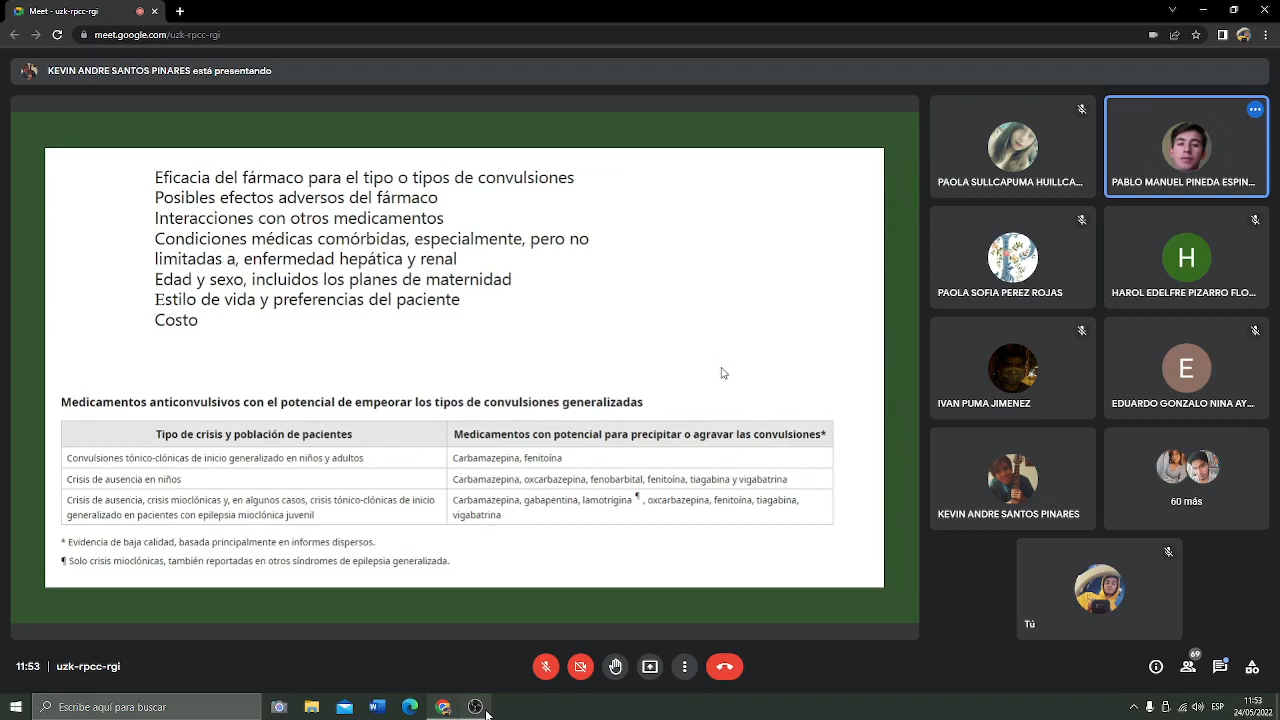 Meet - uzk-rpcc-rgi
meet.google.com/uzk-rpcc-rgi
KEVIN ANDRE SANTOS PINARES está presentando
Eficacia del fármaco para el tipo o tipos de convulsiones
Posibles efectos adversos del fármaco
Interacciones con otros medicamentos
Condiciones médicas comórbidas, especialmente, pero no
limitadas a, enfermedad hepática y renal
Edad y sexo, incluidos los planes de maternidad
Estilo de vida y preferencias del paciente
Costo
Medicamentos anticonvulsivos con el potencial de empeorar los tipos de convulsiones generalizadas
Tipo de crisis y población de pacientes
Medicamentos con potencial para precipitar o agravar las convulsiones*
Convulsiones tónico-clónicas de inicio generalizado en niños y adultos
Carbamazepina, fenitoína
Crisis de ausencia en niños
Carbamazepina, oxcarbazepina, fenobarbital, fenitoína, tiagabina y vigabatrina
Crisis de ausencia, crisis mioclónicas y, en algunos casos, crisis tónico-clónicas de inicio
generalizado en pacientes con epilepsia mioclónica juvenil
Carbamazepina, gabapentina, lamotrigina ¶ , oxcarbazepina, fenitoína, tiagabina,
vigabatrina
* Evidencia de baja calidad, basada principalmente en informes dispersos.
¶ Solo crisis mioclónicas, también reportadas en otros síndromes de epilepsia generalizada.
PAOLA SULLCAPUMA HUILLCA...
PABLO MANUEL PINEDA ESPIN...
PAOLA SOFIA PEREZ ROJAS
H
HAROL EDELFRE PIZARRO FLO...
IVAN PUMA JIMENEZ
E
EDUARDO GONZALO NINA AY...
KEVIN ANDRE SANTOS PINARES
60 más
Tú
11:53 | uzk-rpcc-rgi
69
Escribe aquí para buscar
ESP
11:53
24/05/2022